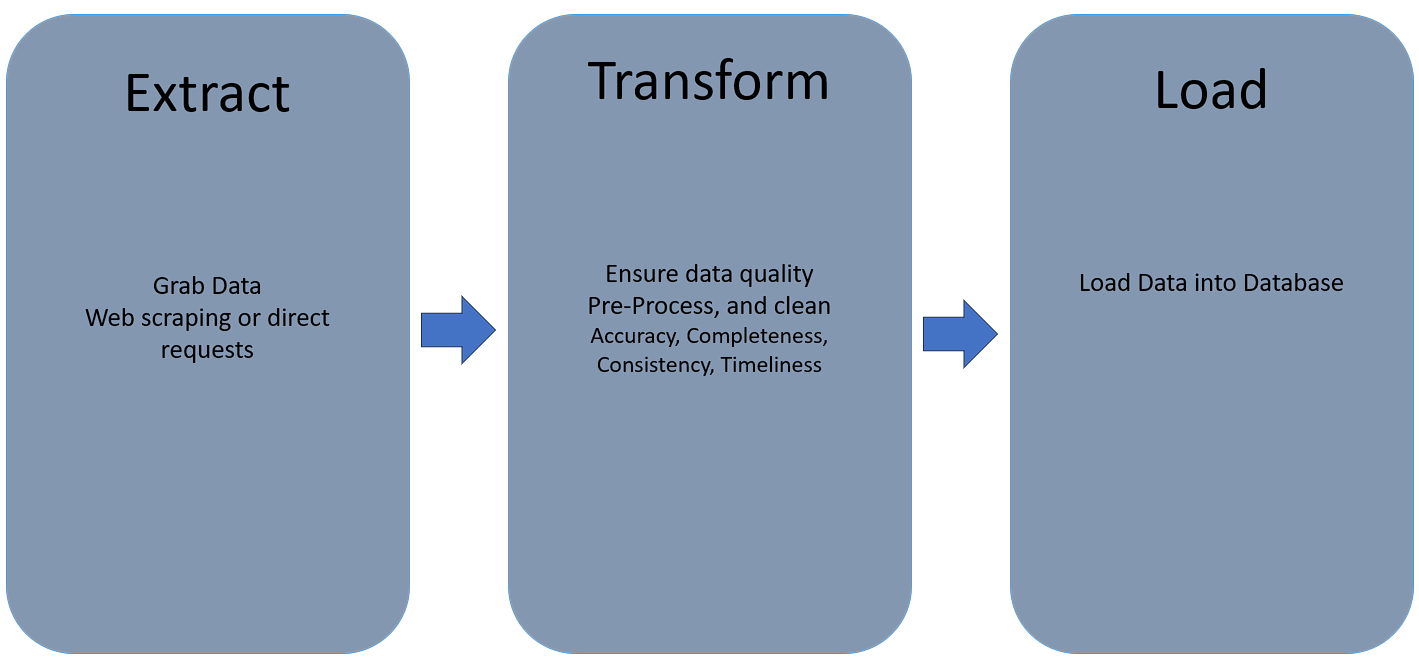 Extract
Grab Data
Web scraping or direct
requests
Transform
Ensure data quality
Pre-Process, and clean
Accuracy, Completeness,
Consistency, Timeliness
Load
Load Data into Database